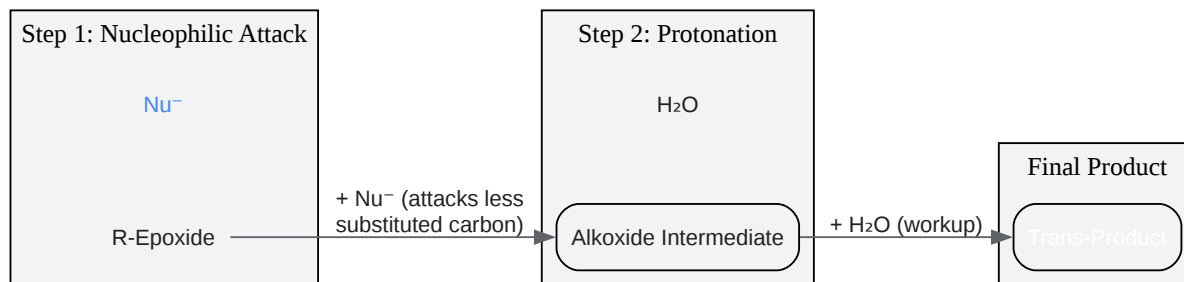 Step 1: Nucleophilic Attack
Nu⁻
R-Epoxide
+ Nu⁻ (attacks less
substituted carbon)
Step 2: Protonation
H₂O
Alkoxide Intermediate
+ H₂O (workup)
Final Product
Trans-Product